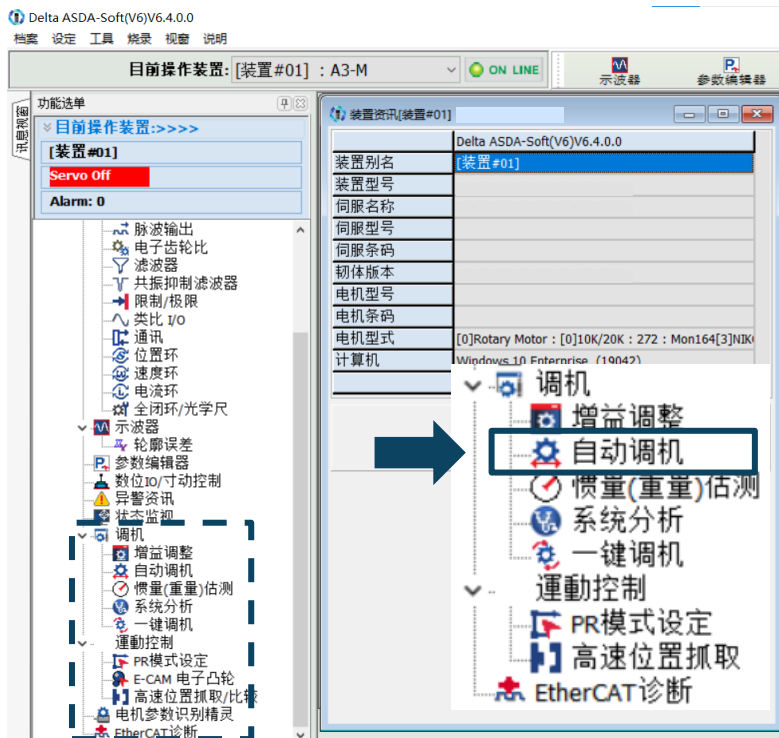 Delta ASDA-Soft(V6)V6.4.0.0
档案 设定 工具 烧录 视窗 说明
目前操作装置: [装置#01] : A3-M ON LINE 示波器 参数编辑器
讯息视窗
功能选单
目前操作装置:>>>>
[装置#01]
Servo Off
Alarm: 0
脉波输出
电子齿轮比
滤波器
共振抑制滤波器
限制/极限
类比 I/O
通讯
位置环
速度环
电流环
全闭环/光学尺
示波器
轮廓误差
参数编辑器
数位IO/寸动控制
异警资讯
状态监视
调机
增益调整
自动调机
惯量(重量)估测
系统分析
一键调机
運動控制
PR模式设定
E-CAM 电子凸轮
高速位置抓取/比较
电机参数识别精灵
EtherCAT诊断
装置资讯[装置#01]
Delta ASDA-Soft(V6)V6.4.0.0
装置别名 [装置#01]
装置型号
伺服名称
伺服型号
伺服条码
韧体版本
电机型号
电机条码
电机型式 [0]Rotary Motor : [0]10K/20K : 272 : Mon164[3]NIK
计算机 Windows 10 Enterprise (19042)
调机
增益调整
自动调机
惯量(重量)估测
系统分析
一键调机
運動控制
PR模式设定
高速位置抓取
EtherCAT诊断